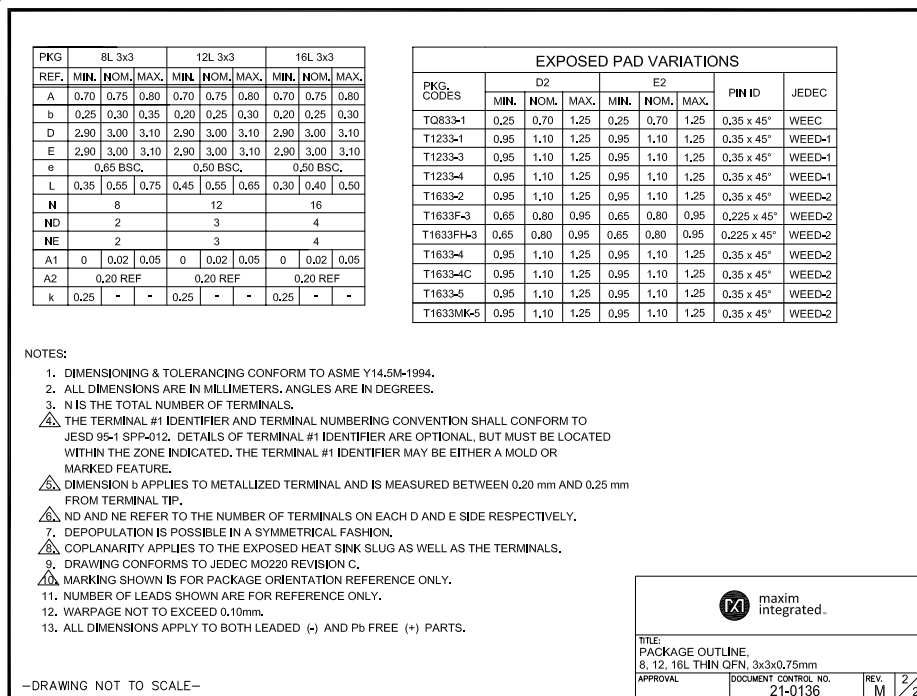 PKG 8L 3x3 12L 3x3 16L 3x3
REF. MIN. NOM. MAX. MIN. NOM. MAX. MIN. NOM. MAX.
A 0.70 0.75 0.80 0.70 0.75 0.80 0.70 0.75 0.80
b 0.25 0.30 0.35 0.20 0.25 0.30 0.20 0.25 0.30
D 2.90 3.00 3.10 2.90 3.00 3.10 2.90 3.00 3.10
E 2.90 3.00 3.10 2.90 3.00 3.10 2.90 3.00 3.10
e 0.65 BSC. 0.50 BSC. 0.50 BSC.
L 0.35 0.55 0.75 0.45 0.55 0.65 0.30 0.40 0.50
N 8 12 16
ND 2 3 4
NE 2 3 4
A1 0 0.02 0.05 0 0.02 0.05 0 0.02 0.05
A2 0.20 REF 0.20 REF 0.20 REF
k 0.25 - - 0.25 - - 0.25 - -
EXPOSED PAD VARIATIONS
PKG. CODES D2 E2 PIN ID JEDEC
MIN. NOM. MAX. MIN. NOM. MAX.
TQ833-1 0.25 0.70 1.25 0.25 0.70 1.25 0.35 x 45° WEEC
T1233-1 0.95 1.10 1.25 0.95 1.10 1.25 0.35 x 45° WEED-1
T1233-3 0.95 1.10 1.25 0.95 1.10 1.25 0.35 x 45° WEED-1
T1233-4 0.95 1.10 1.25 0.95 1.10 1.25 0.35 x 45° WEED-1
T1633-2 0.95 1.10 1.25 0.95 1.10 1.25 0.35 x 45° WEED-2
T1633F-3 0.65 0.80 0.95 0.65 0.80 0.95 0.225 x 45° WEED-2
T1633FH-3 0.65 0.80 0.95 0.65 0.80 0.95 0.225 x 45° WEED-2
T1633-4 0.95 1.10 1.25 0.95 1.10 1.25 0.35 x 45° WEED-2
T1633-4C 0.95 1.10 1.25 0.95 1.10 1.25 0.35 x 45° WEED-2
T1633-5 0.95 1.10 1.25 0.95 1.10 1.25 0.35 x 45° WEED-2
T1633MK-5 0.95 1.10 1.25 0.95 1.10 1.25 0.35 x 45° WEED-2
NOTES:
1. DIMENSIONING & TOLERANCING CONFORM TO ASME Y14.5M-1994.
2. ALL DIMENSIONS ARE IN MILLIMETERS. ANGLES ARE IN DEGREES.
3. N IS THE TOTAL NUMBER OF TERMINALS.
4. THE TERMINAL #1 IDENTIFIER AND TERMINAL NUMBERING CONVENTION SHALL CONFORM TO
JESD 95-1 SPP-012. DETAILS OF TERMINAL #1 IDENTIFIER ARE OPTIONAL, BUT MUST BE LOCATED
WITHIN THE ZONE INDICATED. THE TERMINAL #1 IDENTIFIER MAY BE EITHER A MOLD OR
MARKED FEATURE.
5. DIMENSION b APPLIES TO METALLIZED TERMINAL AND IS MEASURED BETWEEN 0.20 mm AND 0.25 mm
FROM TERMINAL TIP.
6. ND AND NE REFER TO THE NUMBER OF TERMINALS ON EACH D AND E SIDE RESPECTIVELY.
7. DEPOPULATION IS POSSIBLE IN A SYMMETRICAL FASHION.
8. COPLANARITY APPLIES TO THE EXPOSED HEAT SINK SLUG AS WELL AS THE TERMINALS.
9. DRAWING CONFORMS TO JEDEC MO220 REVISION C.
10. MARKING SHOWN IS FOR PACKAGE ORIENTATION REFERENCE ONLY.
11. NUMBER OF LEADS SHOWN ARE FOR REFERENCE ONLY.
12. WARPAGE NOT TO EXCEED 0.10mm.
13. ALL DIMENSIONS APPLY TO BOTH LEADED (-) AND Pb FREE (+) PARTS.
-DRAWING NOT TO SCALE-
maxim
integrated™
TITLE:
PACKAGE OUTLINE,
8, 12, 16L THIN QFN, 3x3x0.75mm
APPROVAL DOCUMENT CONTROL NO. REV.
21-0136 M 2/2